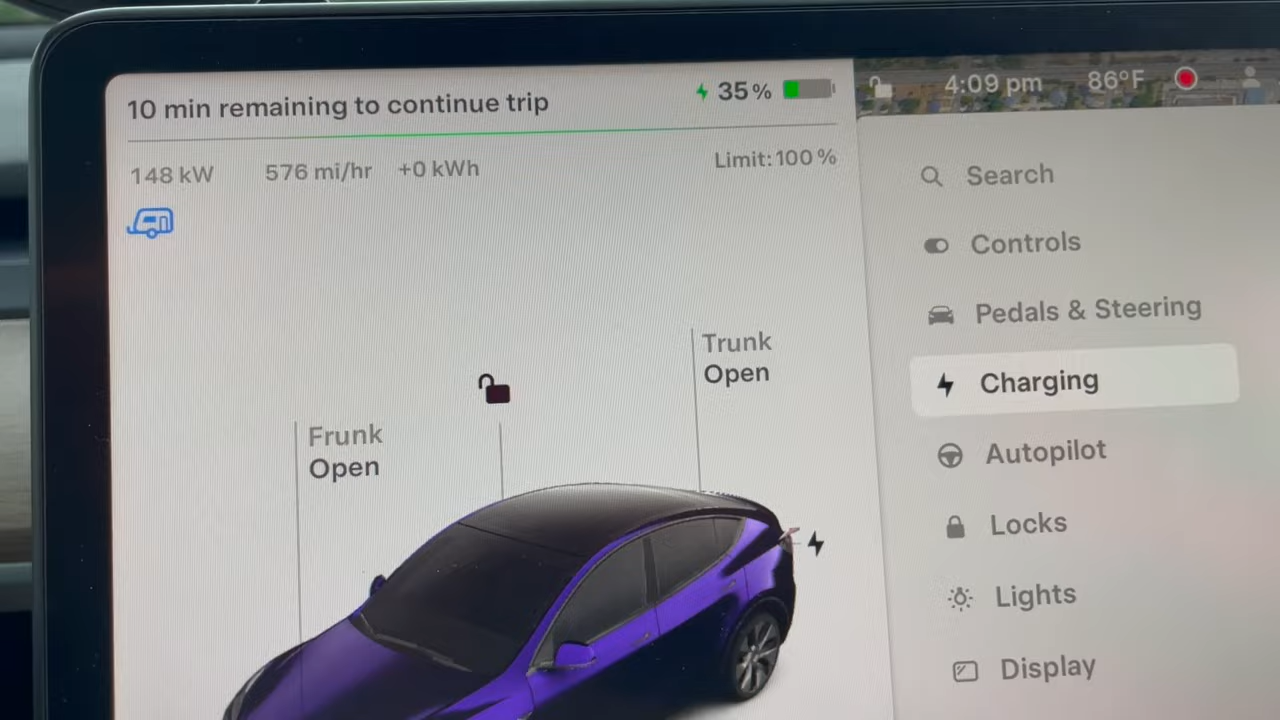 10 min remaining to continue trip
35%
148 kW 576 mi/hr +0 kWh
Limit: 100%
Trunk
Open
Frunk
Open
4:09 pm 86°F
Search
Controls
Pedals & Steering
Charging
Autopilot
Locks
Lights
Display